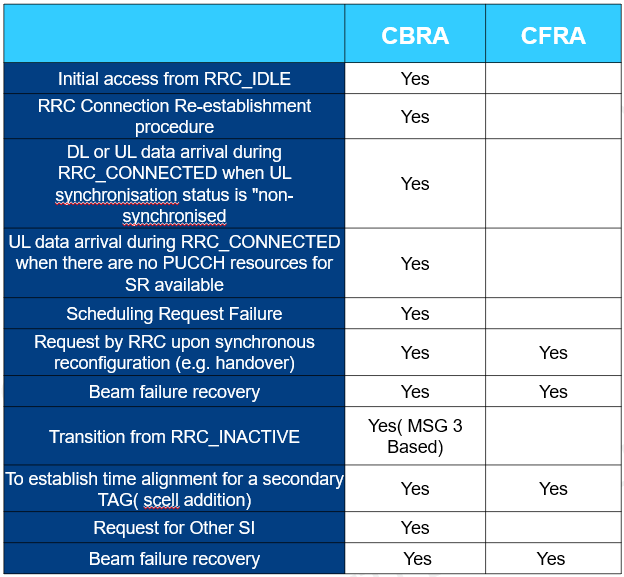 CBRA CFRA
Initial access from RRC_IDLE Yes
RRC Connection Re-establishment
procedure Yes
DL or UL data arrival during
RRC_CONNECTED when UL
synchronisation status is "non-
synchronised Yes
UL data arrival during RRC_CONNECTED
when there are no PUCCH resources for
SR available Yes
Scheduling Request Failure Yes
Request by RRC upon synchronous
reconfiguration (e.g. handover) Yes Yes
Beam failure recovery Yes Yes
Transition from RRC_INACTIVE Yes( MSG 3
Based)
To establish time alignment for a secondary
TAG( scell addition) Yes Yes
Request for Other SI Yes
Beam failure recovery Yes Yes